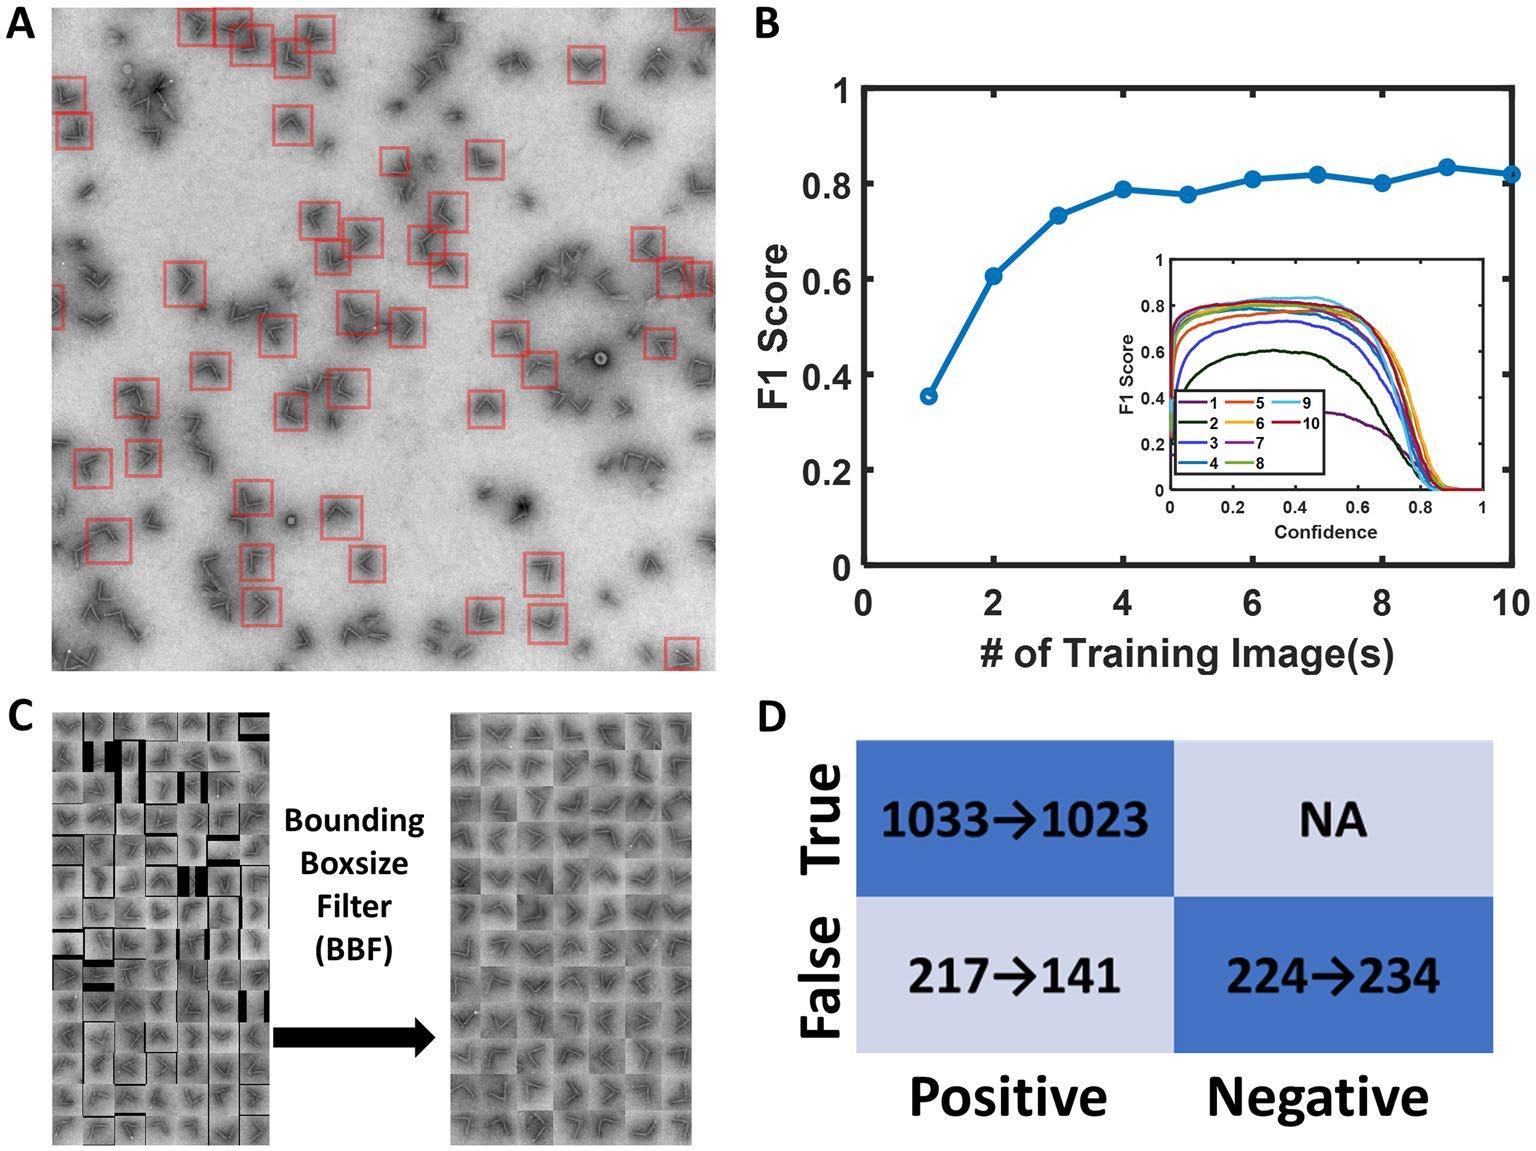 A
B
1
0.8
0.6
0.4
0.2
0
F1 Score
0 2 4 6 8 10
# of Training Image(s)
1
0.8
0.6
0.4
0.2
0
F1 Score
1 5 9
2 6 10
3 7
4 8
0 0.2 0.4 0.6 0.8 1
Confidence
C
Bounding
Boxsize
Filter
(BBF)
D
True
1033→1023 NA
False
217→141 224→234
Positive Negative